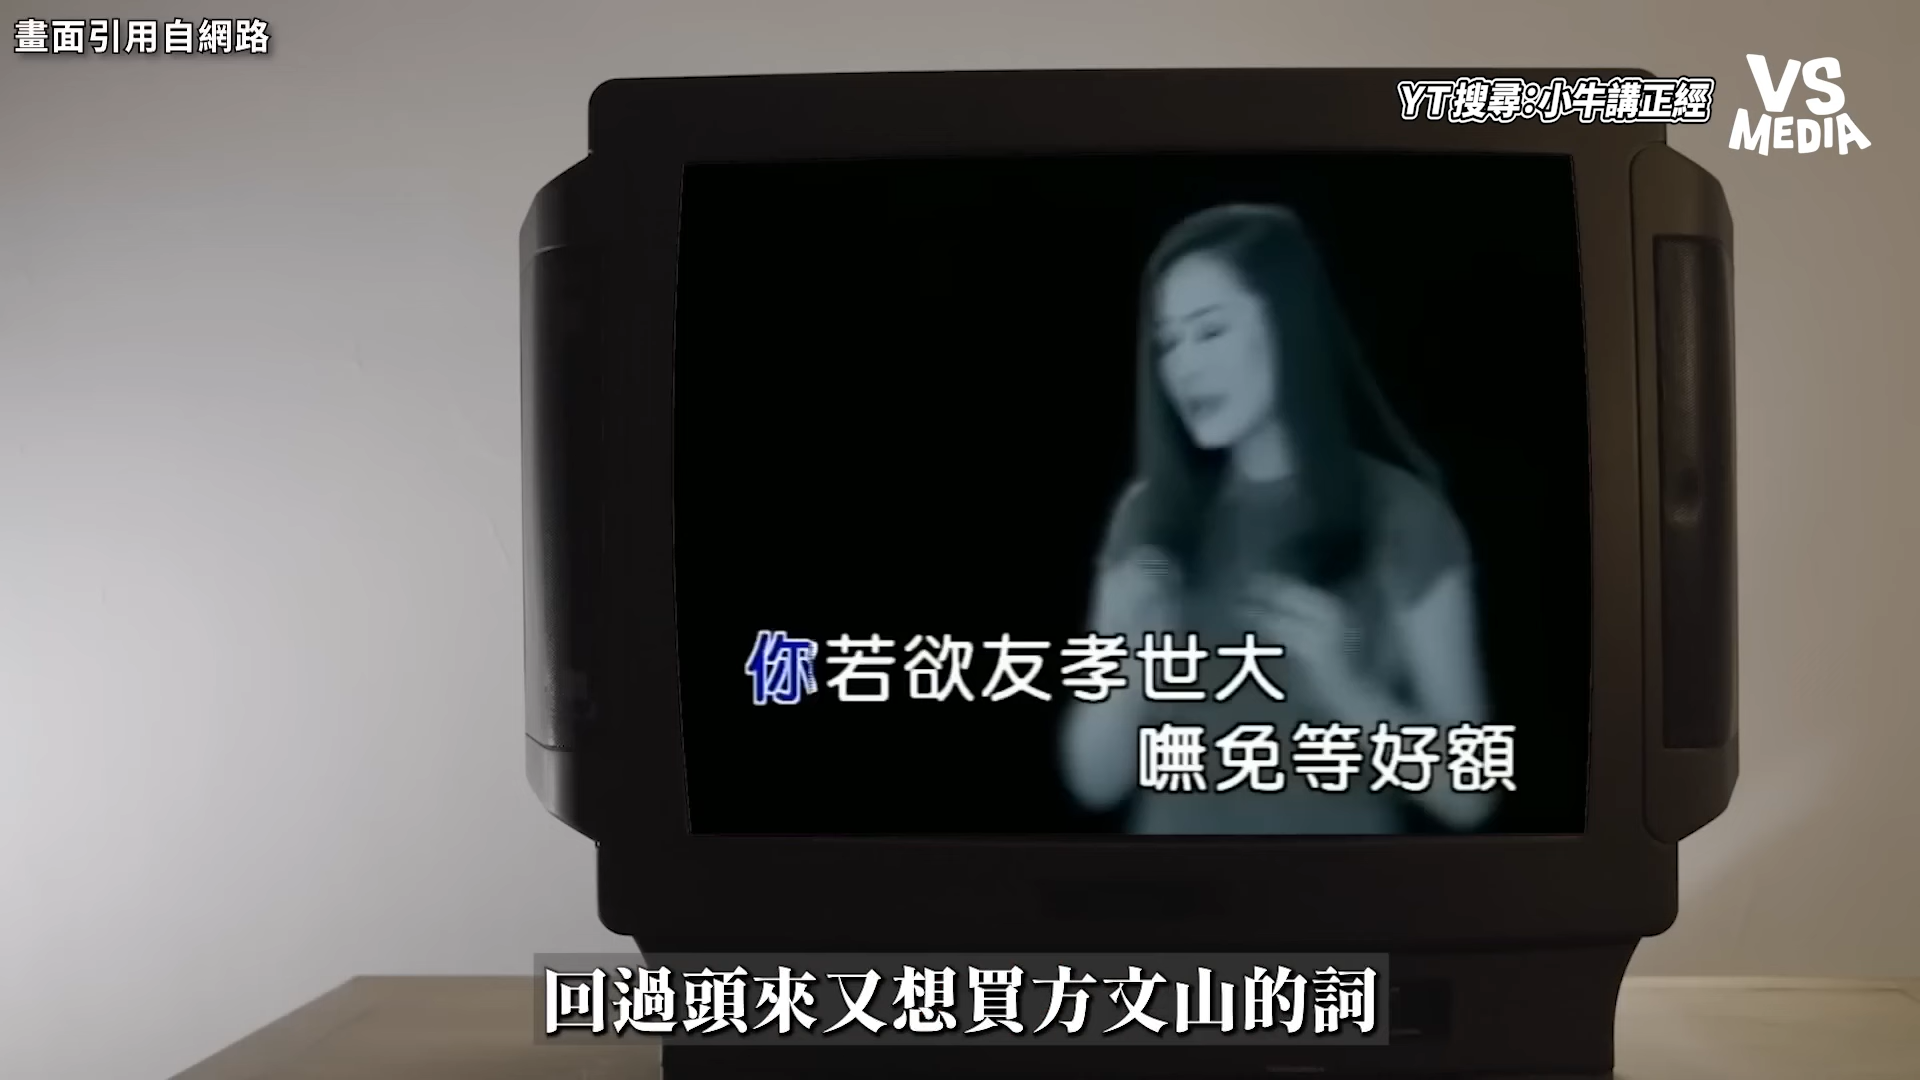 畫面引用自網路
YT搜尋:小牛講正經
VS
MEDIA
你若欲友孝世大
嘸免等好額
回過頭來又想買方文山的詞